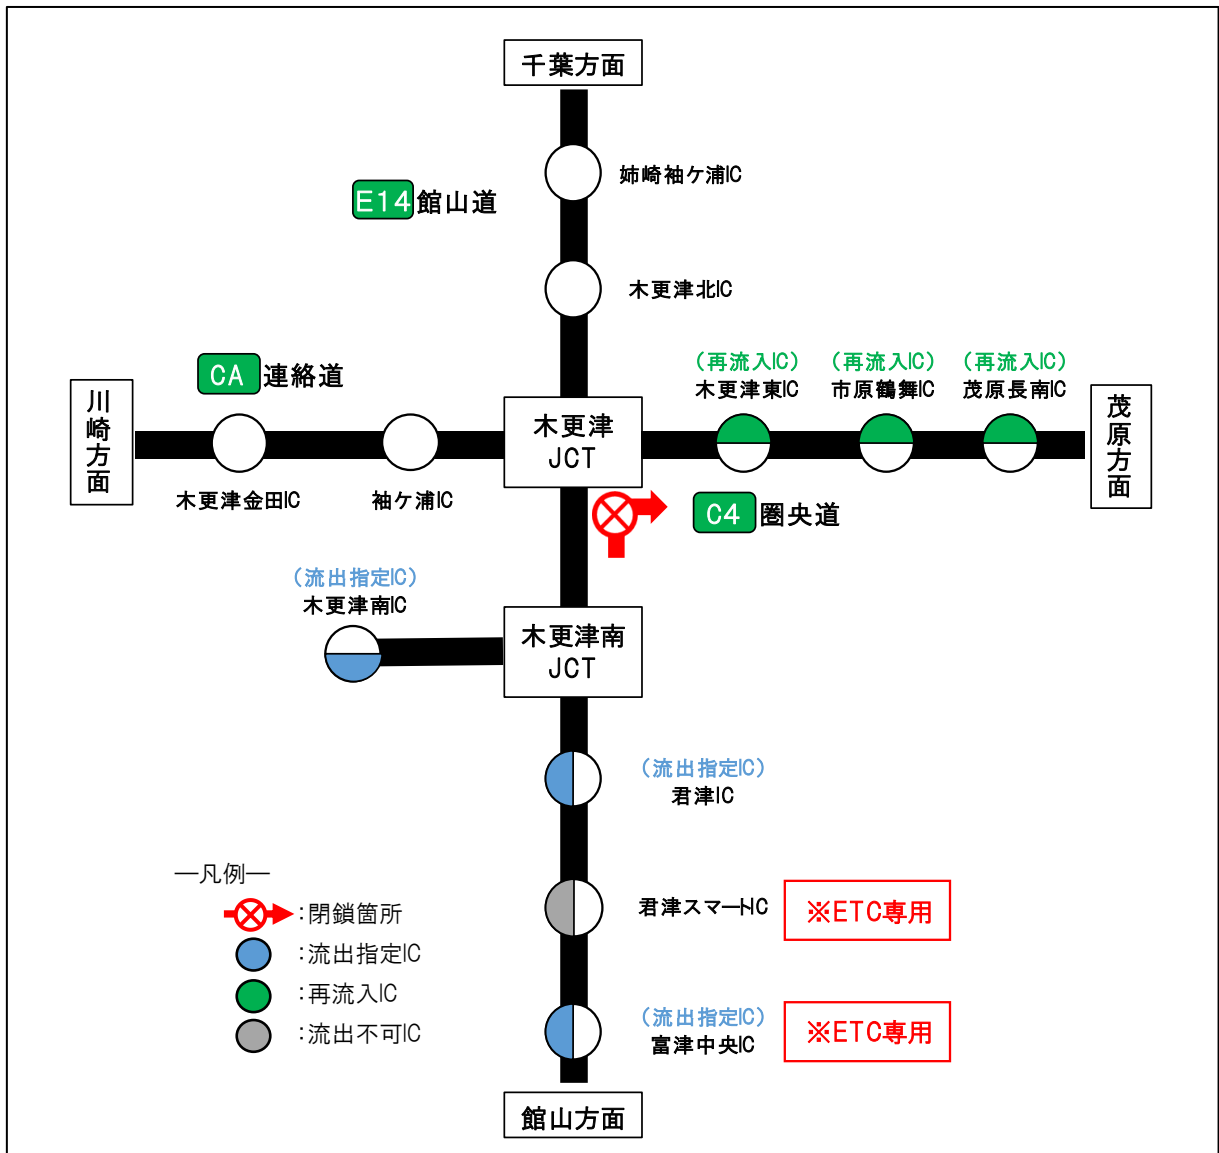 千葉方面
姉崎袖ケ浦IC
E14 館山道
木更津北IC
CA 連絡道
(再流入IC)
木更津東IC
(再流入IC)
市原鶴舞IC
(再流入IC)
茂原長南IC
川崎方面
木更津金田IC
袖ケ浦IC
木更津
JCT
茂原方面
C4 圏央道
(流出指定IC)
木更津南IC
木更津南
JCT
(流出指定IC)
君津IC
君津スマートIC
※ETC専用
(流出指定IC)
富津中央IC
※ETC専用
館山方面
―凡例―
:閉鎖箇所
:流出指定IC
:再流入IC
:流出不可IC